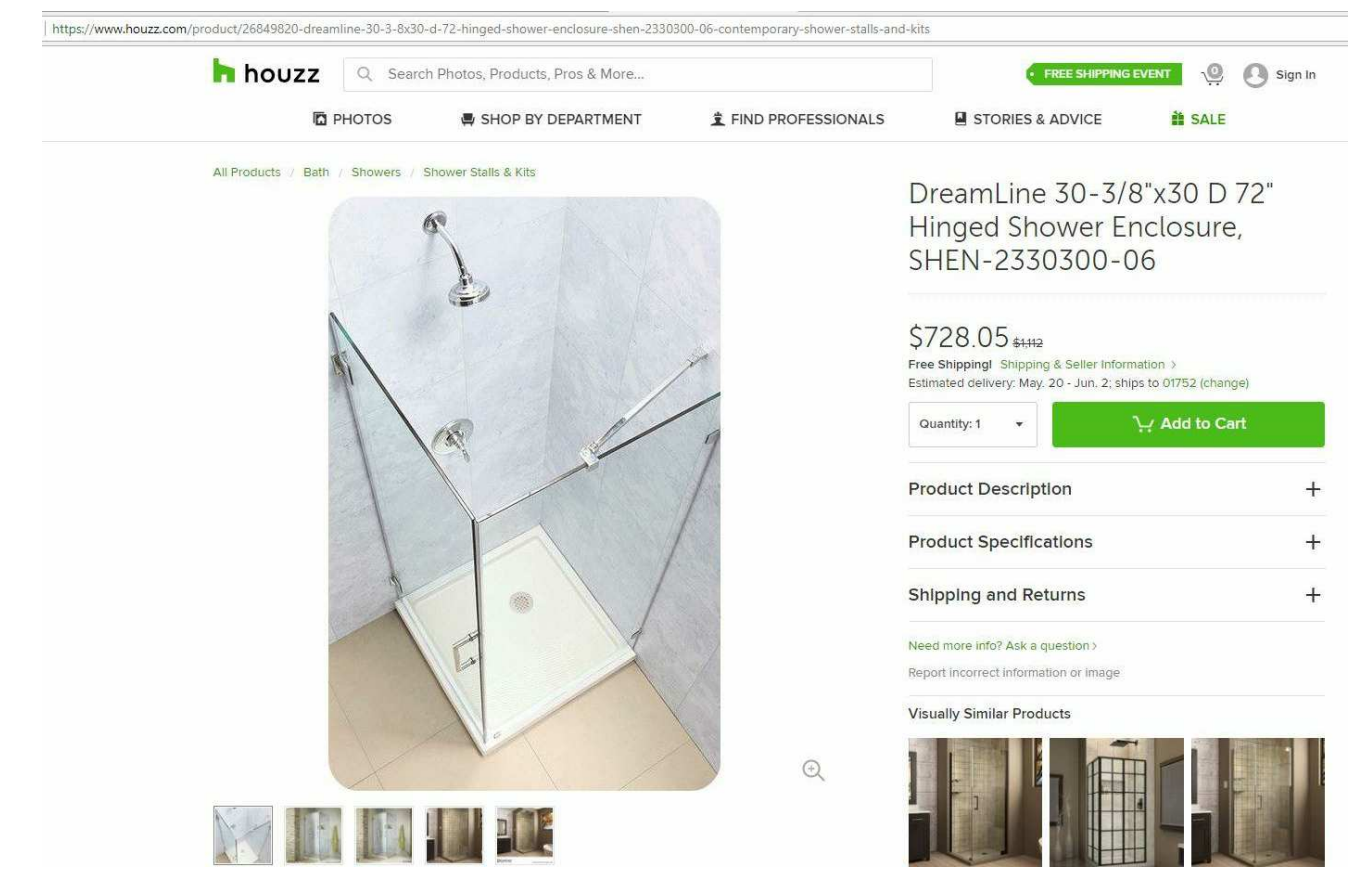 https://www.houzz.com/product/26849820-dreamline-30-3-8x30-d-72-hinged-shower-enclosure-shen-2330300-06-contemporary-shower-stalls-and-kits
houzz
Search Photos, Products, Pros & More...
FREE SHIPPING EVENT
0
Sign In
PHOTOS
SHOP BY DEPARTMENT
FIND PROFESSIONALS
STORIES & ADVICE
SALE
All Products / Bath / Showers / Shower Stalls & Kits
DreamLine 30-3/8"x30 D 72"
Hinged Shower Enclosure,
SHEN-2330300-06
$728.05 $1,112
Free Shipping! Shipping & Seller Information >
Estimated delivery: May. 20 - Jun. 2; ships to 01752 (change)
Quantity: 1
Add to Cart
Product Description +
Product Specifications +
Shipping and Returns +
Need more info? Ask a question >
Report incorrect information or image
Visually Similar Products